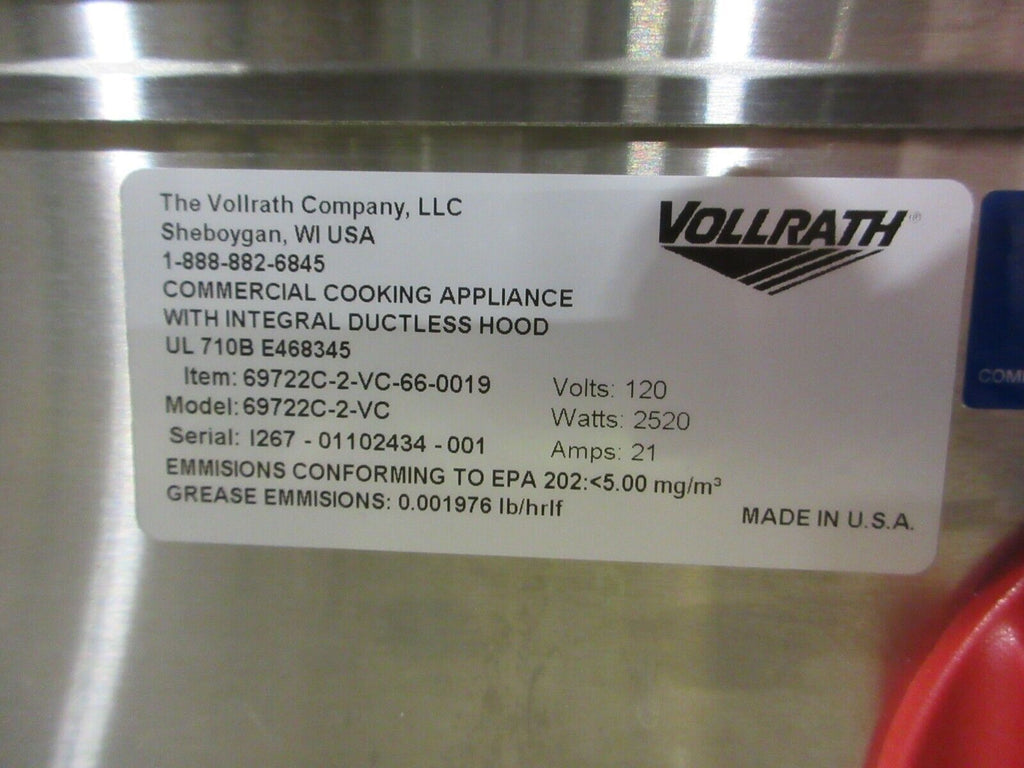 The Vollrath Company, LLC
Sheboygan, WI USA
1-888-882-6845
COMMERCIAL COOKING APPLIANCE
WITH INTEGRAL DUCTLESS HOOD
UL 710B E468345
Item: 69722C-2-VC-66-0019
Model: 69722C-2-VC
Serial: I267 - 01102434 - 001
EMMISIONS CONFORMING TO EPA 202:<5.00 mg/m³
GREASE EMMISIONS: 0.001976 lb/hrlf
VOLLRATH®
Volts: 120
Watts: 2520
Amps: 21
MADE IN U.S.A.